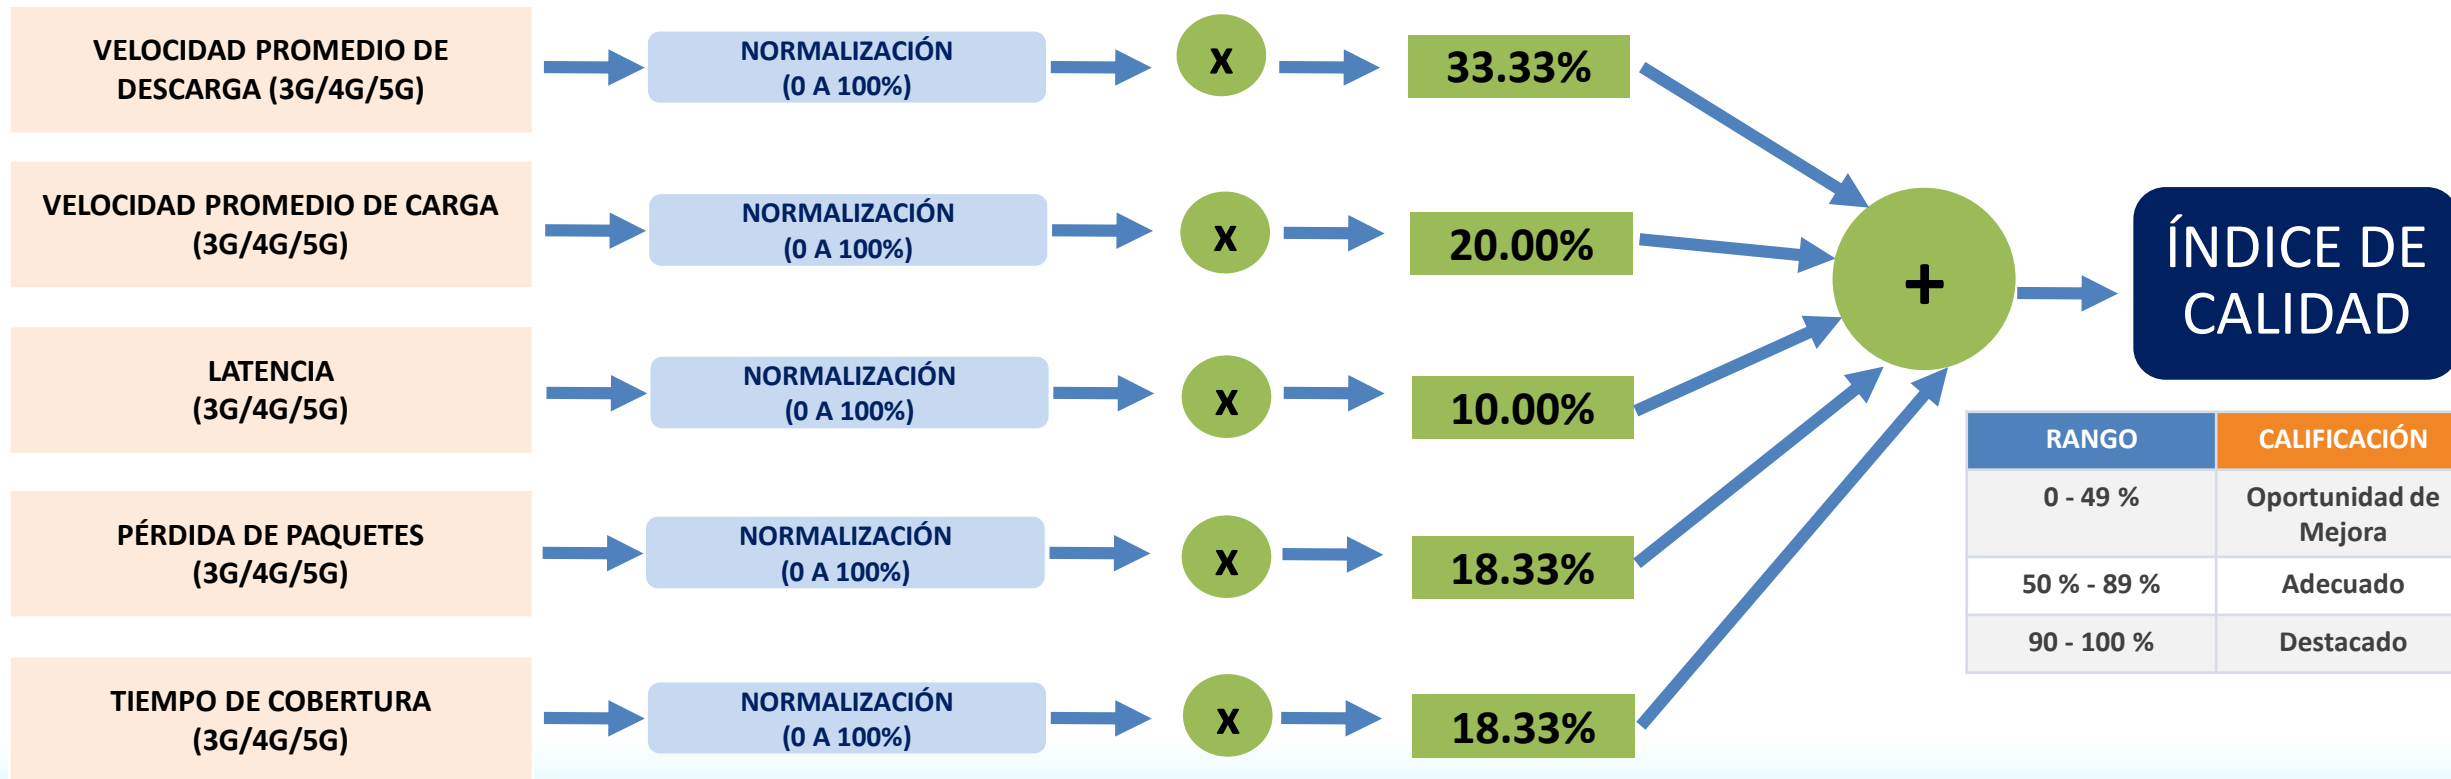 VELOCIDAD PROMEDIO DE
DESCARGA (3G/4G/5G)
NORMALIZACIÓN
(0 A 100%)
x
33.33%
VELOCIDAD PROMEDIO DE CARGA
(3G/4G/5G)
NORMALIZACIÓN
(0 A 100%)
x
20.00%
LATENCIA
(3G/4G/5G)
NORMALIZACIÓN
(0 A 100%)
x
10.00%
PÉRDIDA DE PAQUETES
(3G/4G/5G)
NORMALIZACIÓN
(0 A 100%)
x
18.33%
TIEMPO DE COBERTURA
(3G/4G/5G)
NORMALIZACIÓN
(0 A 100%)
x
18.33%
+
ÍNDICE DE
CALIDAD
RANGO CALIFICACIÓN
0 - 49 % Oportunidad de
Mejora
50 % - 89 % Adecuado
90 - 100 % Destacado